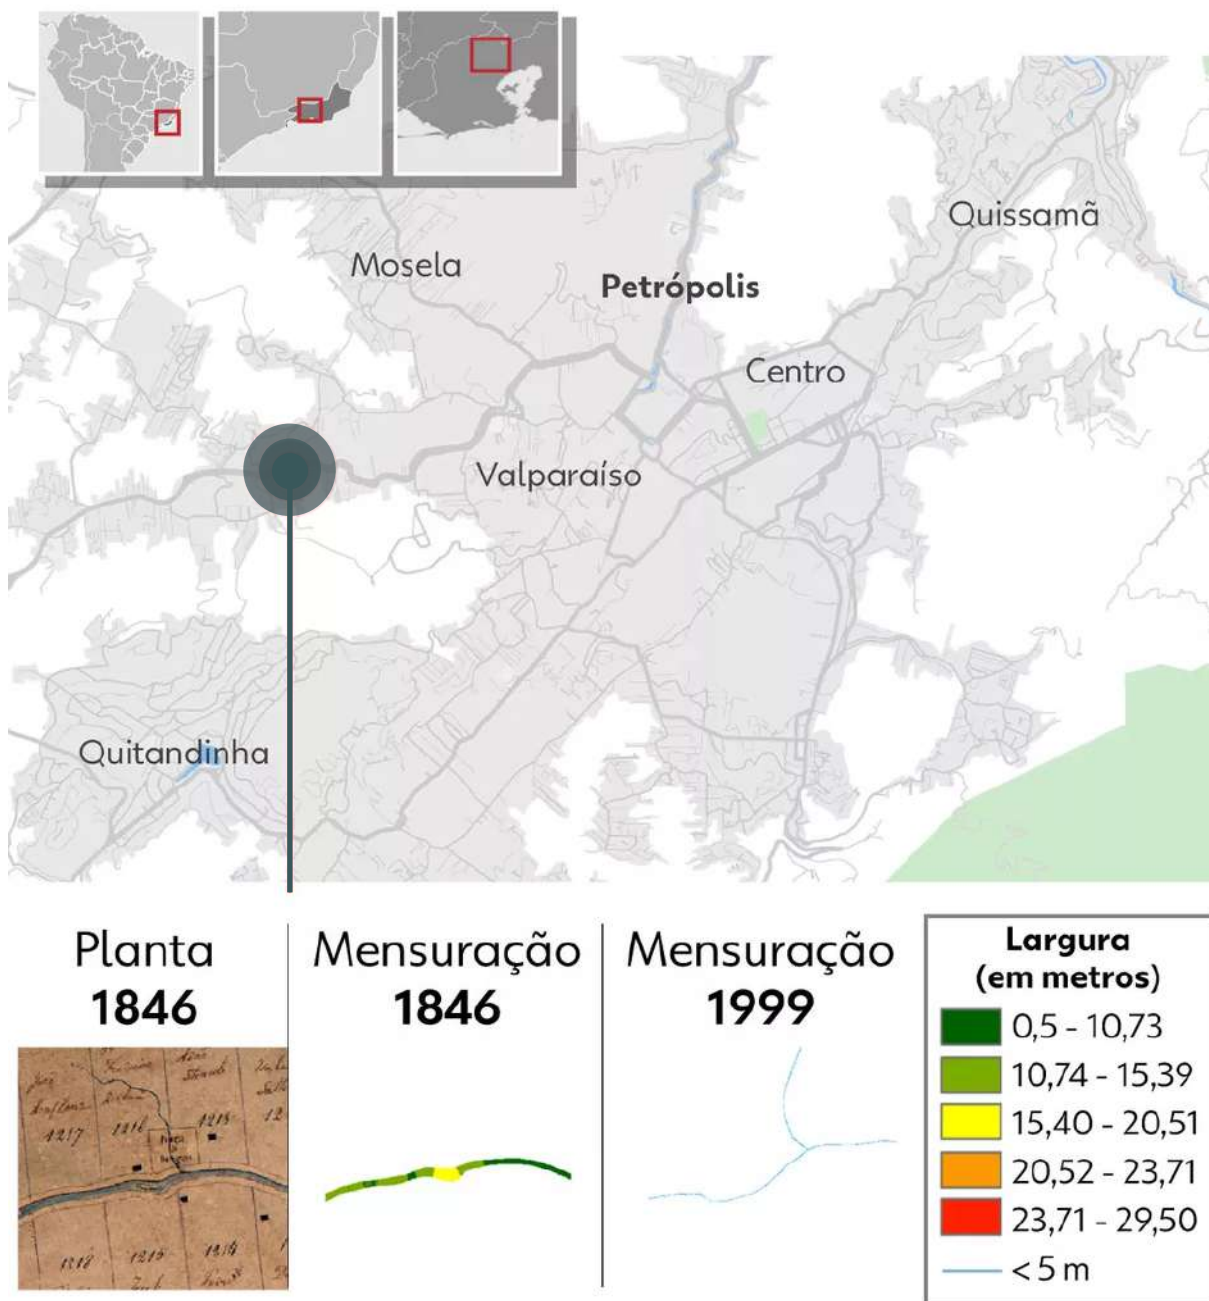 Quissamã
Mosela
Petrópolis
Centro
Valparaíso
Quitandinha
Planta
1846
1217
1216
1215
1218
1215
1214
Mensuração
1846
Mensuração
1999
Largura
(em metros)
0,5 - 10,73
10,74 - 15,39
15,40 - 20,51
20,52 - 23,71
23,71 - 29,50
< 5 m